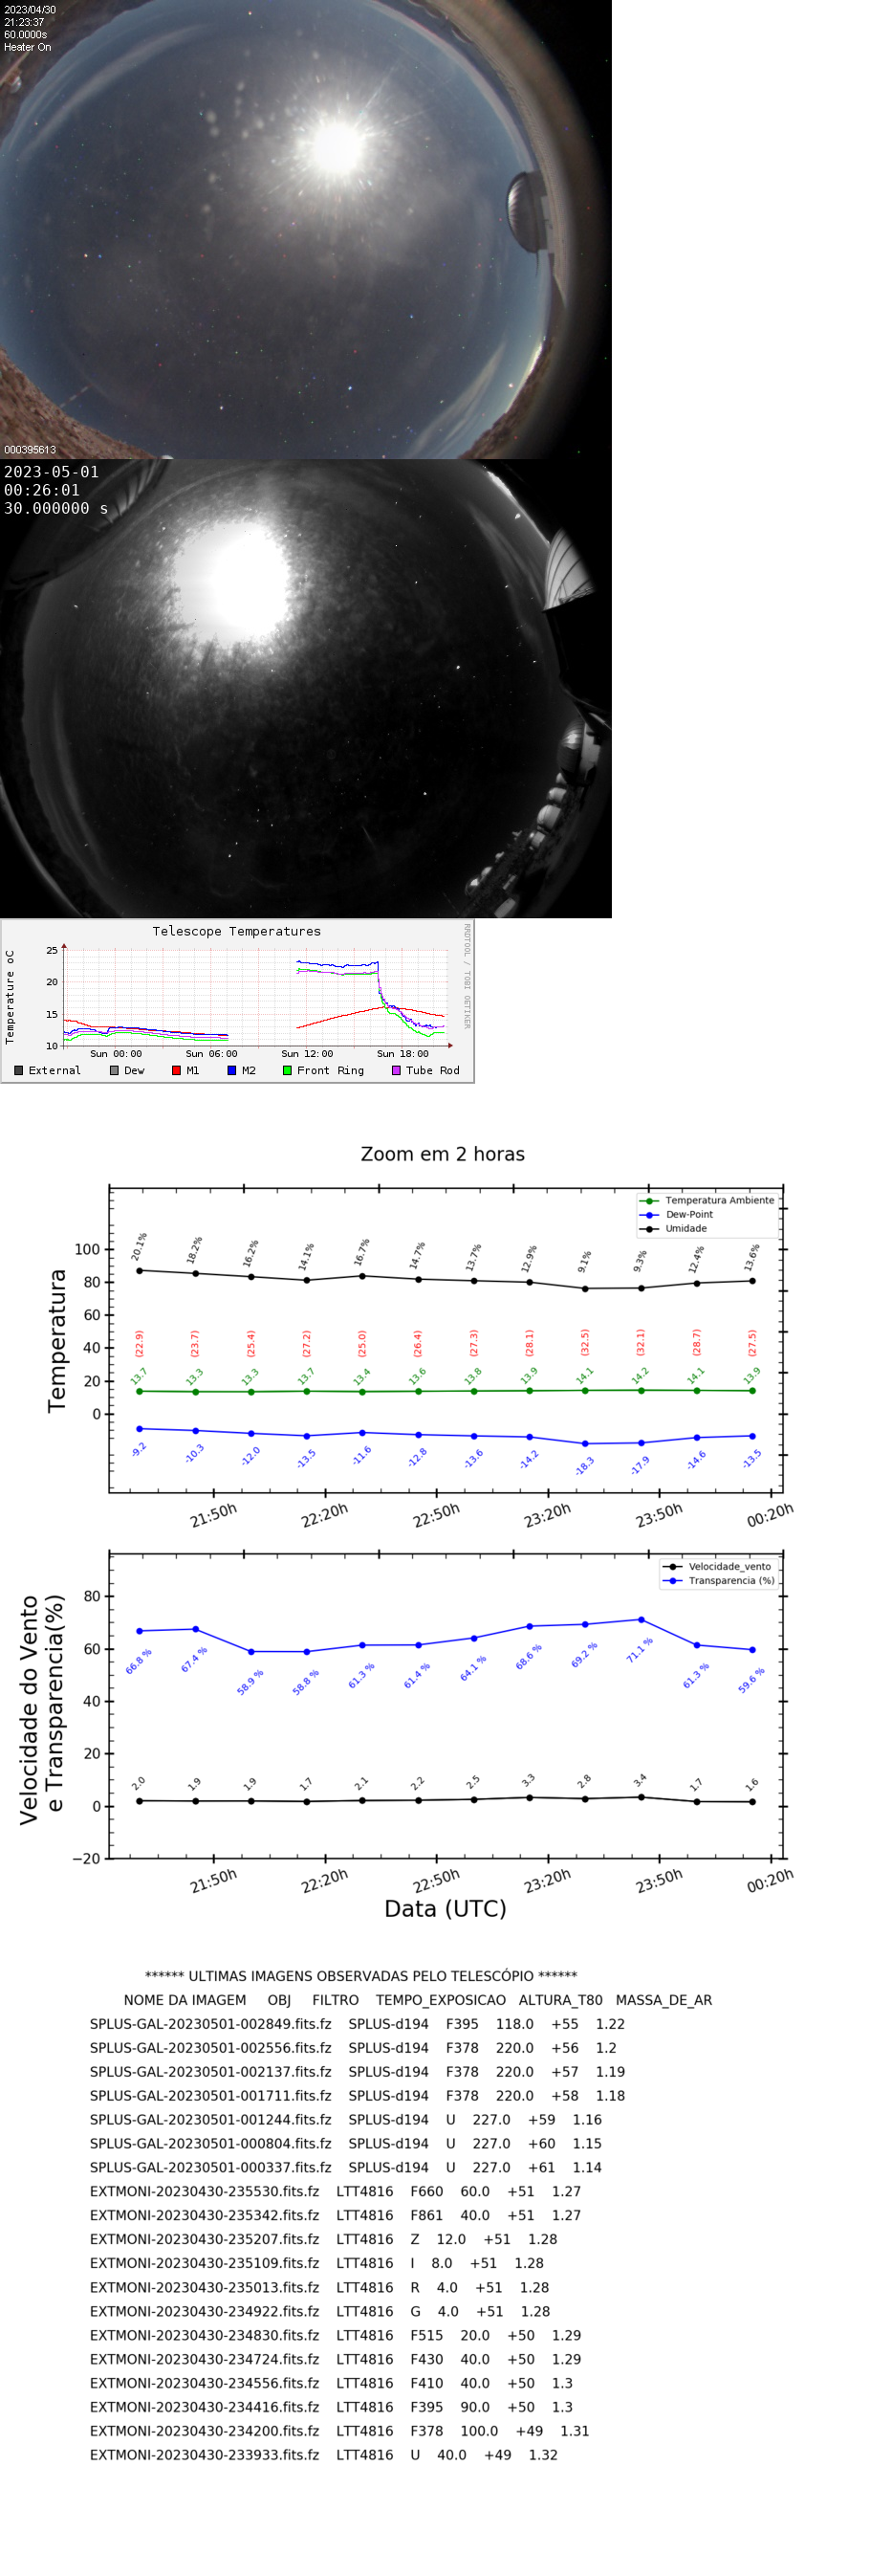 2023/04/30
21:23:37
60.0000s
Heater On
000395613
2023-05-01
00:26:01
30.000000 s
Telescope Temperatures
RRDTOOL / TOBI OETIKER
Temperature oC
25
20
15
10
Sun 00:00 Sun 06:00 Sun 12:00 Sun 18:00
External Dew M1 M2 Front Ring Tube Rod
Zoom em 2 horas
Temperatura Ambiente
Dew-Point
Umidade
Temperatura
100
80
60
40
20
0
20.1% 18.2% 16.2% 14.1% 16.7% 14.7% 13.7% 12.9% 9.1% 9.3% 12.4% 13.6%
(22.9) (23.7) (25.4) (27.2) (25.0) (26.4) (27.3) (28.1) (32.5) (32.1) (28.7) (27.5)
13.7 13.3 13.3 13.7 13.4 13.6 13.8 13.9 14.1 14.2 14.1 13.9
-9.2 -10.3 -12.0 -13.5 -11.6 -12.8 -13.6 -14.2 -18.3 -17.9 -14.6 -13.5
21:50h 22:20h 22:50h 23:20h 23:50h 00:20h
Velocidade_vento
Transparencia (%)
Velocidade do Vento
e Transparencia(%)
80
60
40
20
0
−20
66.8 % 67.4 % 58.9 % 58.8 % 61.3 % 61.4 % 64.1 % 68.6 % 69.2 % 71.1 % 61.3 % 59.6 %
2.0 1.9 1.9 1.7 2.1 2.2 2.5 3.3 2.8 3.4 1.7 1.6
21:50h 22:20h 22:50h 23:20h 23:50h 00:20h
Data (UTC)
****** ULTIMAS IMAGENS OBSERVADAS PELO TELESCÓPIO ******
NOME DA IMAGEM OBJ FILTRO TEMPO_EXPOSICAO ALTURA_T80 MASSA_DE_AR
SPLUS-GAL-20230501-002849.fits.fz SPLUS-d194 F395 118.0 +55 1.22
SPLUS-GAL-20230501-002556.fits.fz SPLUS-d194 F378 220.0 +56 1.2
SPLUS-GAL-20230501-002137.fits.fz SPLUS-d194 F378 220.0 +57 1.19
SPLUS-GAL-20230501-001711.fits.fz SPLUS-d194 F378 220.0 +58 1.18
SPLUS-GAL-20230501-001244.fits.fz SPLUS-d194 U 227.0 +59 1.16
SPLUS-GAL-20230501-000804.fits.fz SPLUS-d194 U 227.0 +60 1.15
SPLUS-GAL-20230501-000337.fits.fz SPLUS-d194 U 227.0 +61 1.14
EXTMONI-20230430-235530.fits.fz LTT4816 F660 60.0 +51 1.27
EXTMONI-20230430-235342.fits.fz LTT4816 F861 40.0 +51 1.27
EXTMONI-20230430-235207.fits.fz LTT4816 Z 12.0 +51 1.28
EXTMONI-20230430-235109.fits.fz LTT4816 I 8.0 +51 1.28
EXTMONI-20230430-235013.fits.fz LTT4816 R 4.0 +51 1.28
EXTMONI-20230430-234922.fits.fz LTT4816 G 4.0 +51 1.28
EXTMONI-20230430-234830.fits.fz LTT4816 F515 20.0 +50 1.29
EXTMONI-20230430-234724.fits.fz LTT4816 F430 40.0 +50 1.29
EXTMONI-20230430-234556.fits.fz LTT4816 F410 40.0 +50 1.3
EXTMONI-20230430-234416.fits.fz LTT4816 F395 90.0 +50 1.3
EXTMONI-20230430-234200.fits.fz LTT4816 F378 100.0 +49 1.31
EXTMONI-20230430-233933.fits.fz LTT4816 U 40.0 +49 1.32